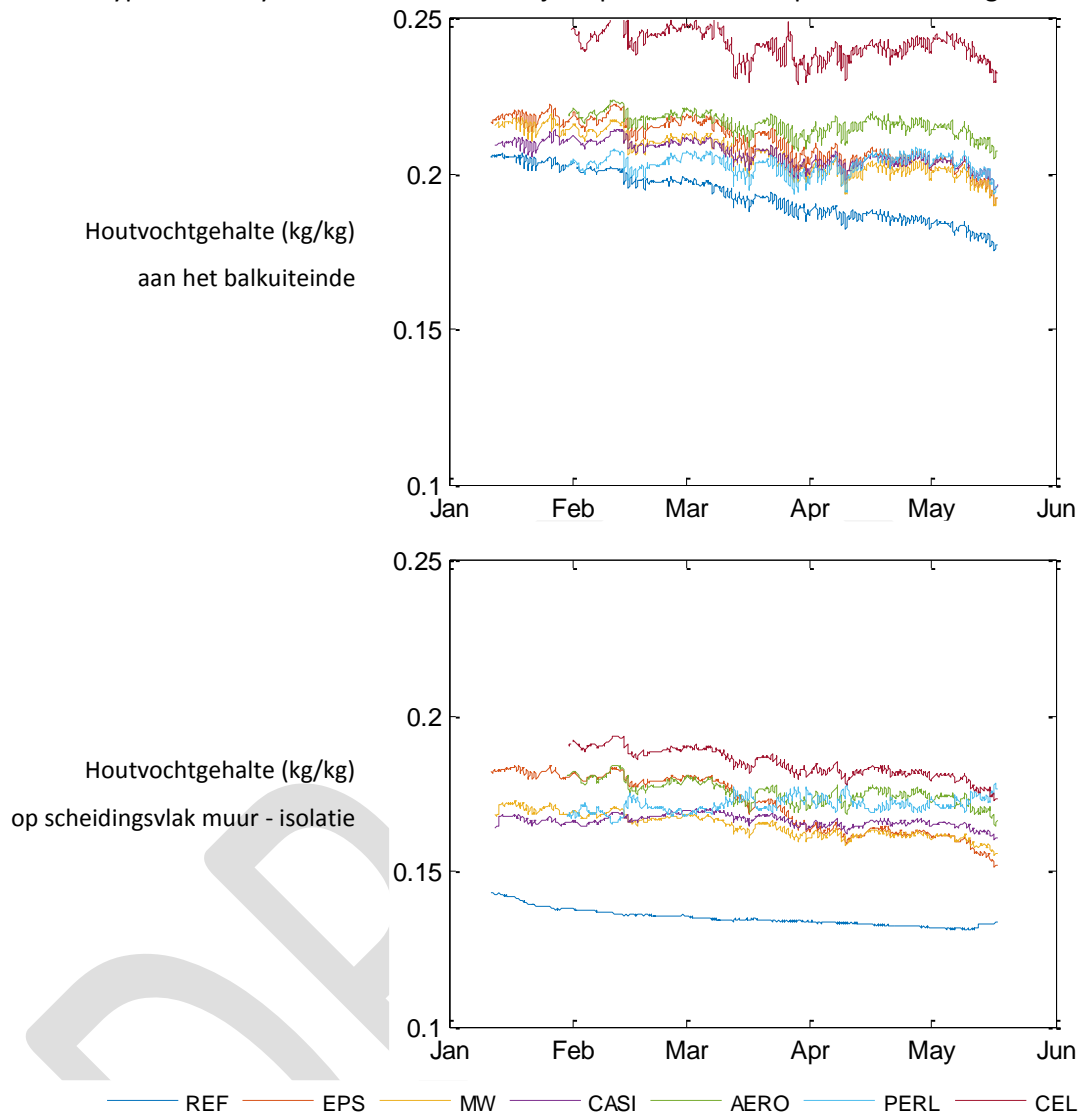 0.25
0.2
0.15
0.1
Jan Feb Mar Apr May Jun
Houtvochtgehalte (kg/kg)
aan het balkuiteinde
0.25
0.2
0.15
0.1
Jan Feb Mar Apr May Jun
Houtvochtgehalte (kg/kg)
op scheidingsvlak muur - isolatie
REF EPS MW CASI AERO PERL CEL